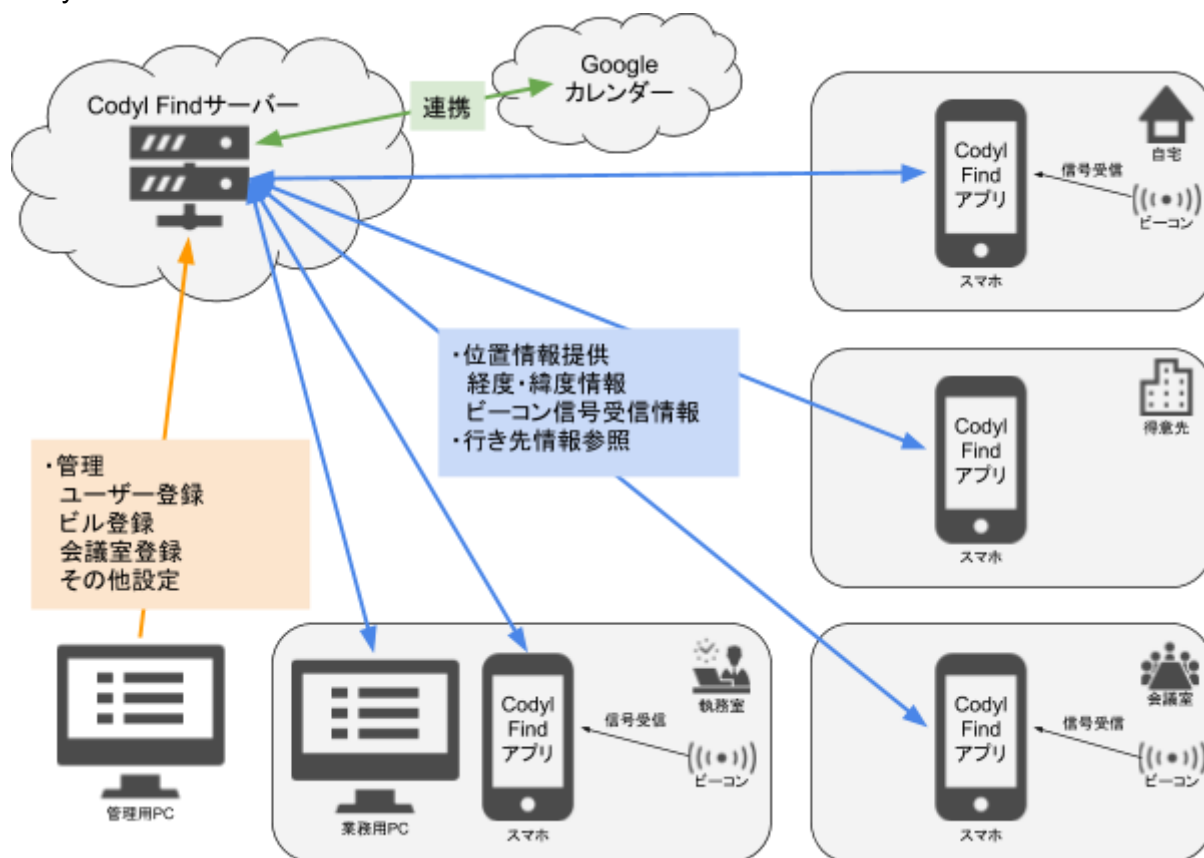 Google
カレンダー
Codyl Findサーバー
連携
Codyl
Find
アプリ
スマホ
信号受信
自宅
ビーコン
・位置情報提供
経度・緯度情報
ビーコン信号受信情報
・行き先情報参照
Codyl
Find
アプリ
スマホ
得意先
・管理
ユーザー登録
ビル登録
会議室登録
その他設定
管理用PC
業務用PC
Codyl
Find
アプリ
スマホ
信号受信
執務室
ビーコン
Codyl
Find
アプリ
スマホ
信号受信
会議室
ビーコン